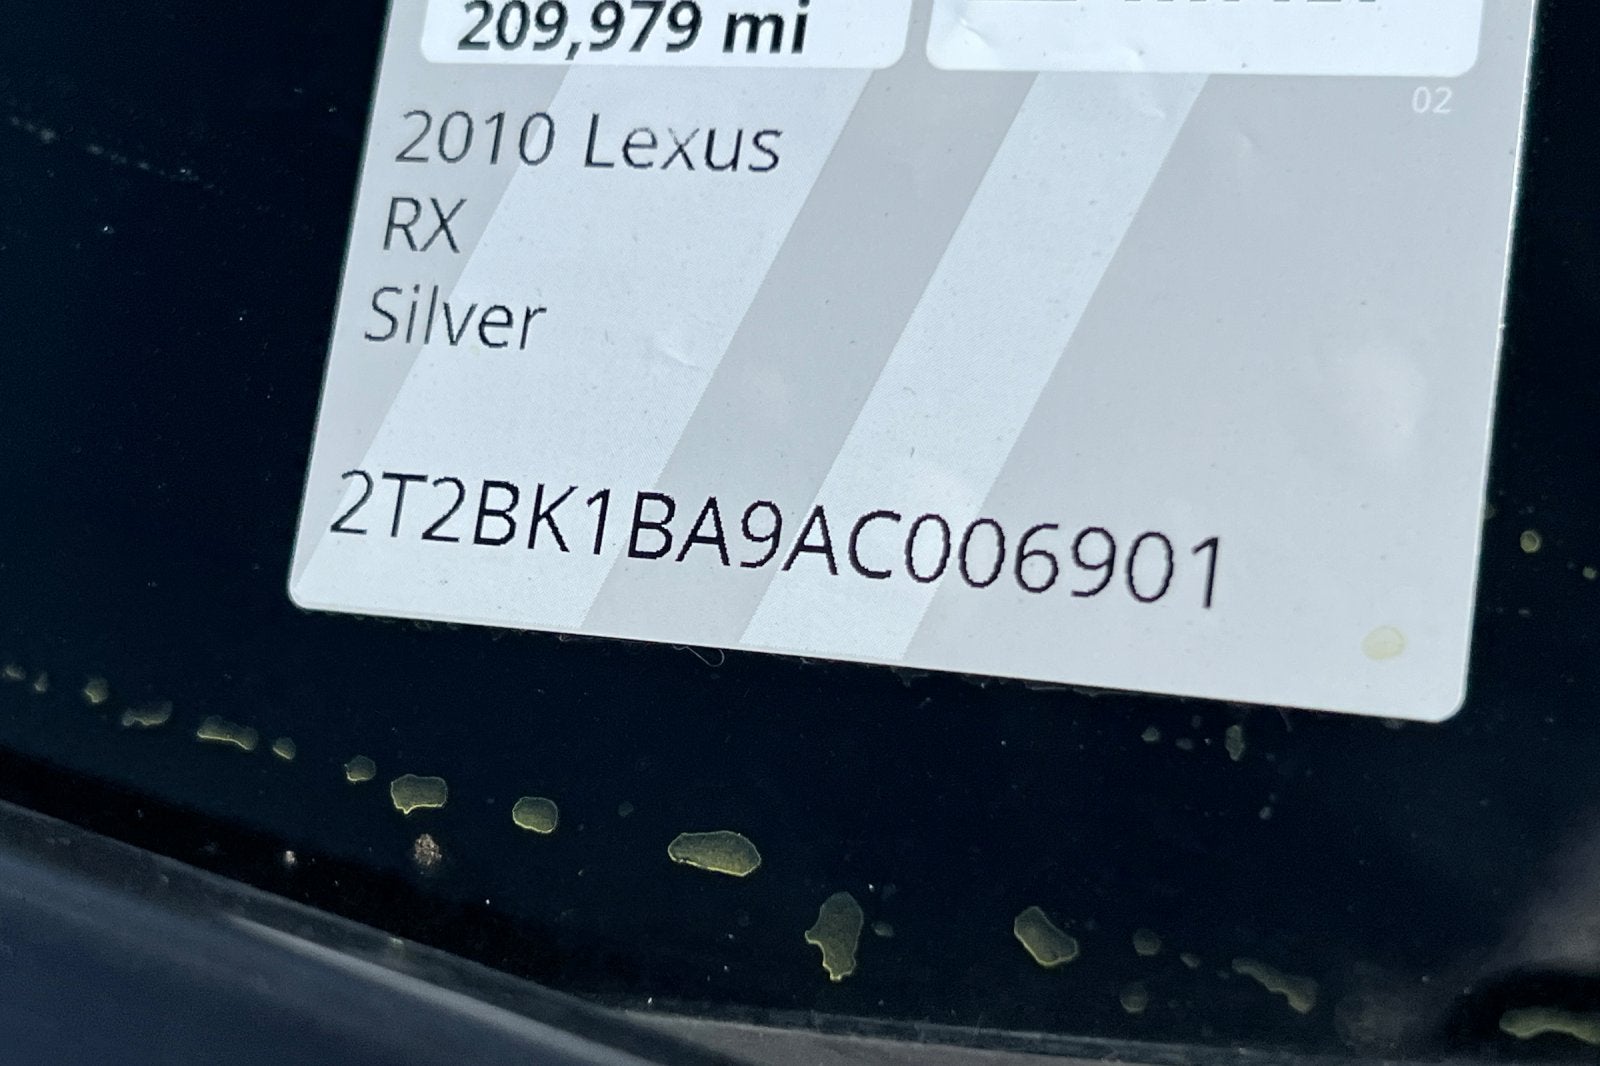 209,979 mi
02
2010 Lexus
RX
Silver
2T2BK1BA9AC006901